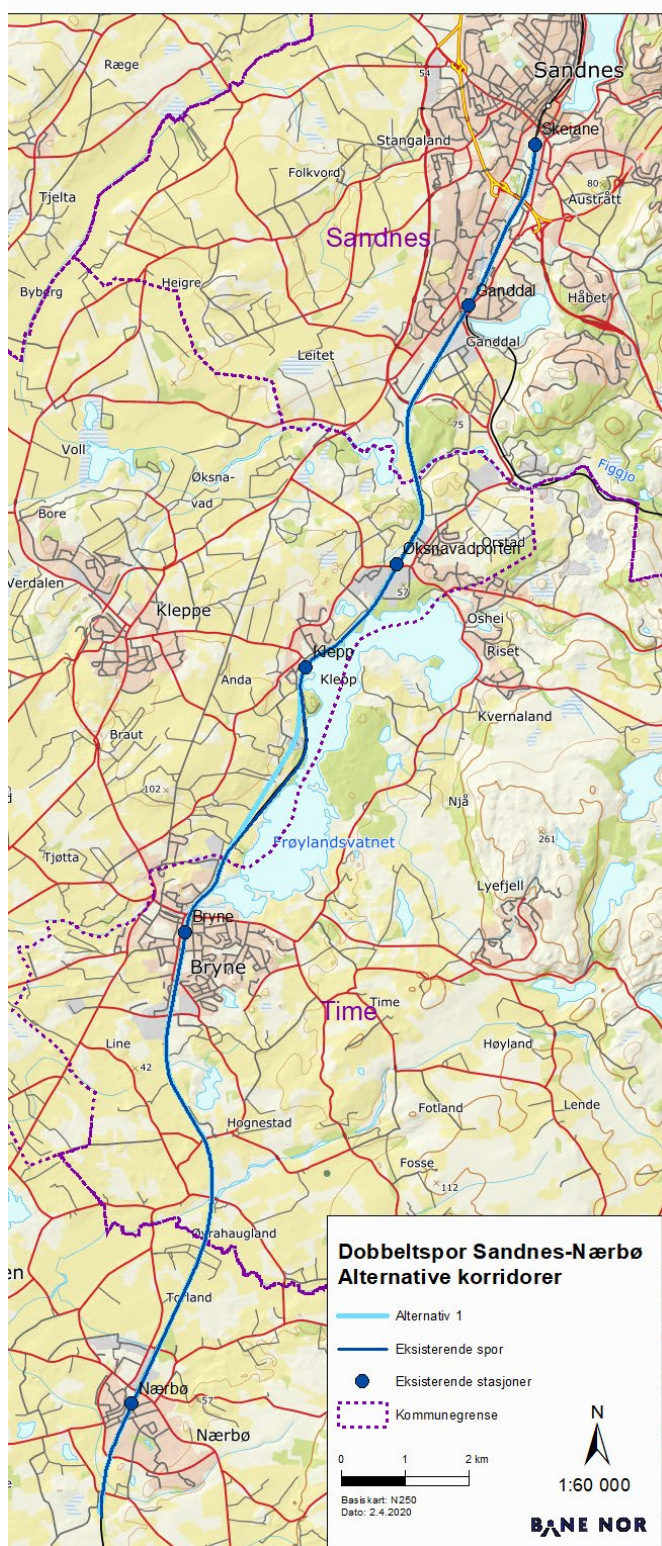 Ræge
54
Sandnes
Skeiane
Stangaland
Folkvord
80
Austrått
Tjelta
Sandnes
Heigre
Byberg
Ganddal
Håbet
Ganddal
Leitet
75
Voll
Øksna-
vad
Figgjo
Bore
Øksnavadporten
Orstad
57
Verdalen
Kleppe
Oshei
Klepp
Riset
Anda
Klepp
Kvernaland
Braut
102
Njå
261
Frøylandsvatnet
Tjøtta
Lyefjell
Bryne
Bryne
Time
Time
Line
Høyland
42
Fotland
Lende
Hognestad
Fosse
112
Øyrahaugland
en
Torland
Nærbø
57
Nærbø
Dobbeltspor Sandnes-Nærbø
Alternative korridorer
Alternativ 1
Eksisterende spor
Eksisterende stasjoner
Kommunegrense
N
0 1 2 km
1:60 000
Basiskart: N250
Dato: 2.4.2020
BANE NOR